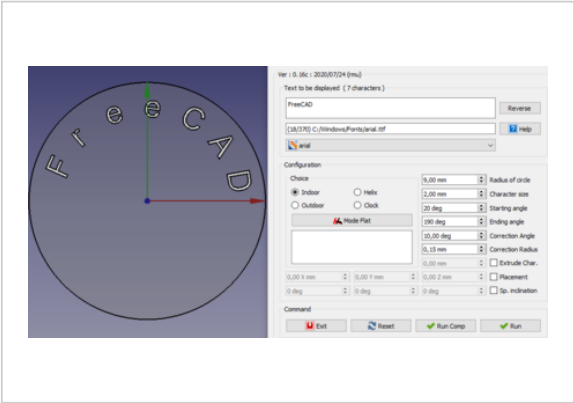 FreeCAD
Ver : 0.16c : 2020/07/24 (rmu)
Text to be displayed ( 7 characters )
FreeCAD
Reverse
(18/370) C:/Windows/Fonts/arial.ttf
Help
arial
Configuration
Choice
9,00 mm Radius of circle
Indoor Helix 2,00 mm Character size
Outdoor Clock 20 deg Starting angle
Mode Flat 190 deg Ending angle
10,00 deg Correction Angle
0,15 mm Correction Radius
0,00 mm Extrude Char.
0,00 X mm 0,00 Y mm 0,00 Z mm Placement
0 deg 0 deg 0 deg Sp. inclination
Command
Exit Reset Run Comp Run